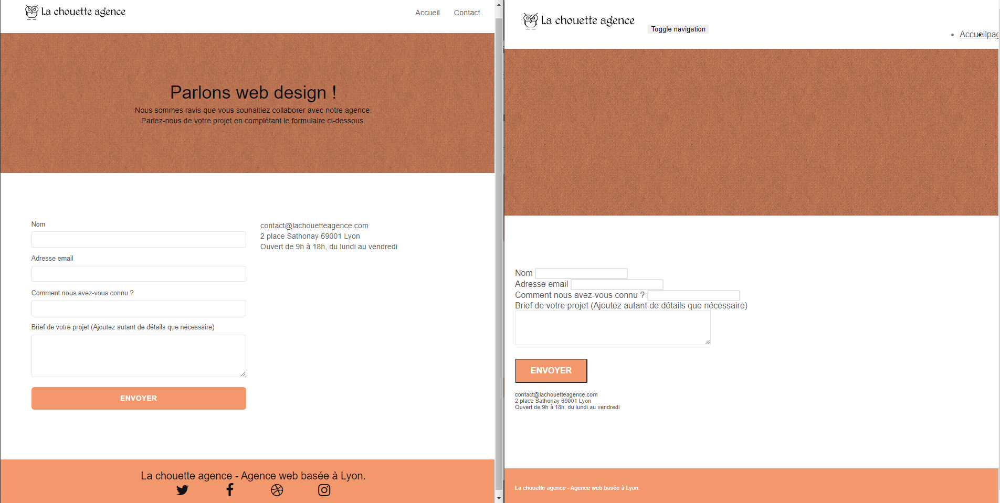 La chouette agence
Accueil Contact
Parlons web design !
Nous sommes ravis que vous souhaitiez collaborer avec notre agence.
Parlez-nous de votre projet en complétant le formulaire ci-dessous.
Nom
Adresse email
Comment nous avez-vous connu ?
Brief de votre projet (Ajoutez autant de détails que nécessaire)
ENVOYER
contact@lachouetteagence.com
2 place Sathonay 69001 Lyon
Ouvert de 9h à 18h, du lundi au vendredi
La chouette agence - Agence web basée à Lyon.
La chouette agence
Toggle navigation
Accueilpag
Nom
Adresse email
Comment nous avez-vous connu ?
Brief de votre projet (Ajoutez autant de détails que nécessaire)
ENVOYER
contact@lachouetteagence.com
2 place Sathonay 69001 Lyon
Ouvert de 9h à 18h, du lundi au vendredi
La chouette agence - Agence web basée à Lyon.